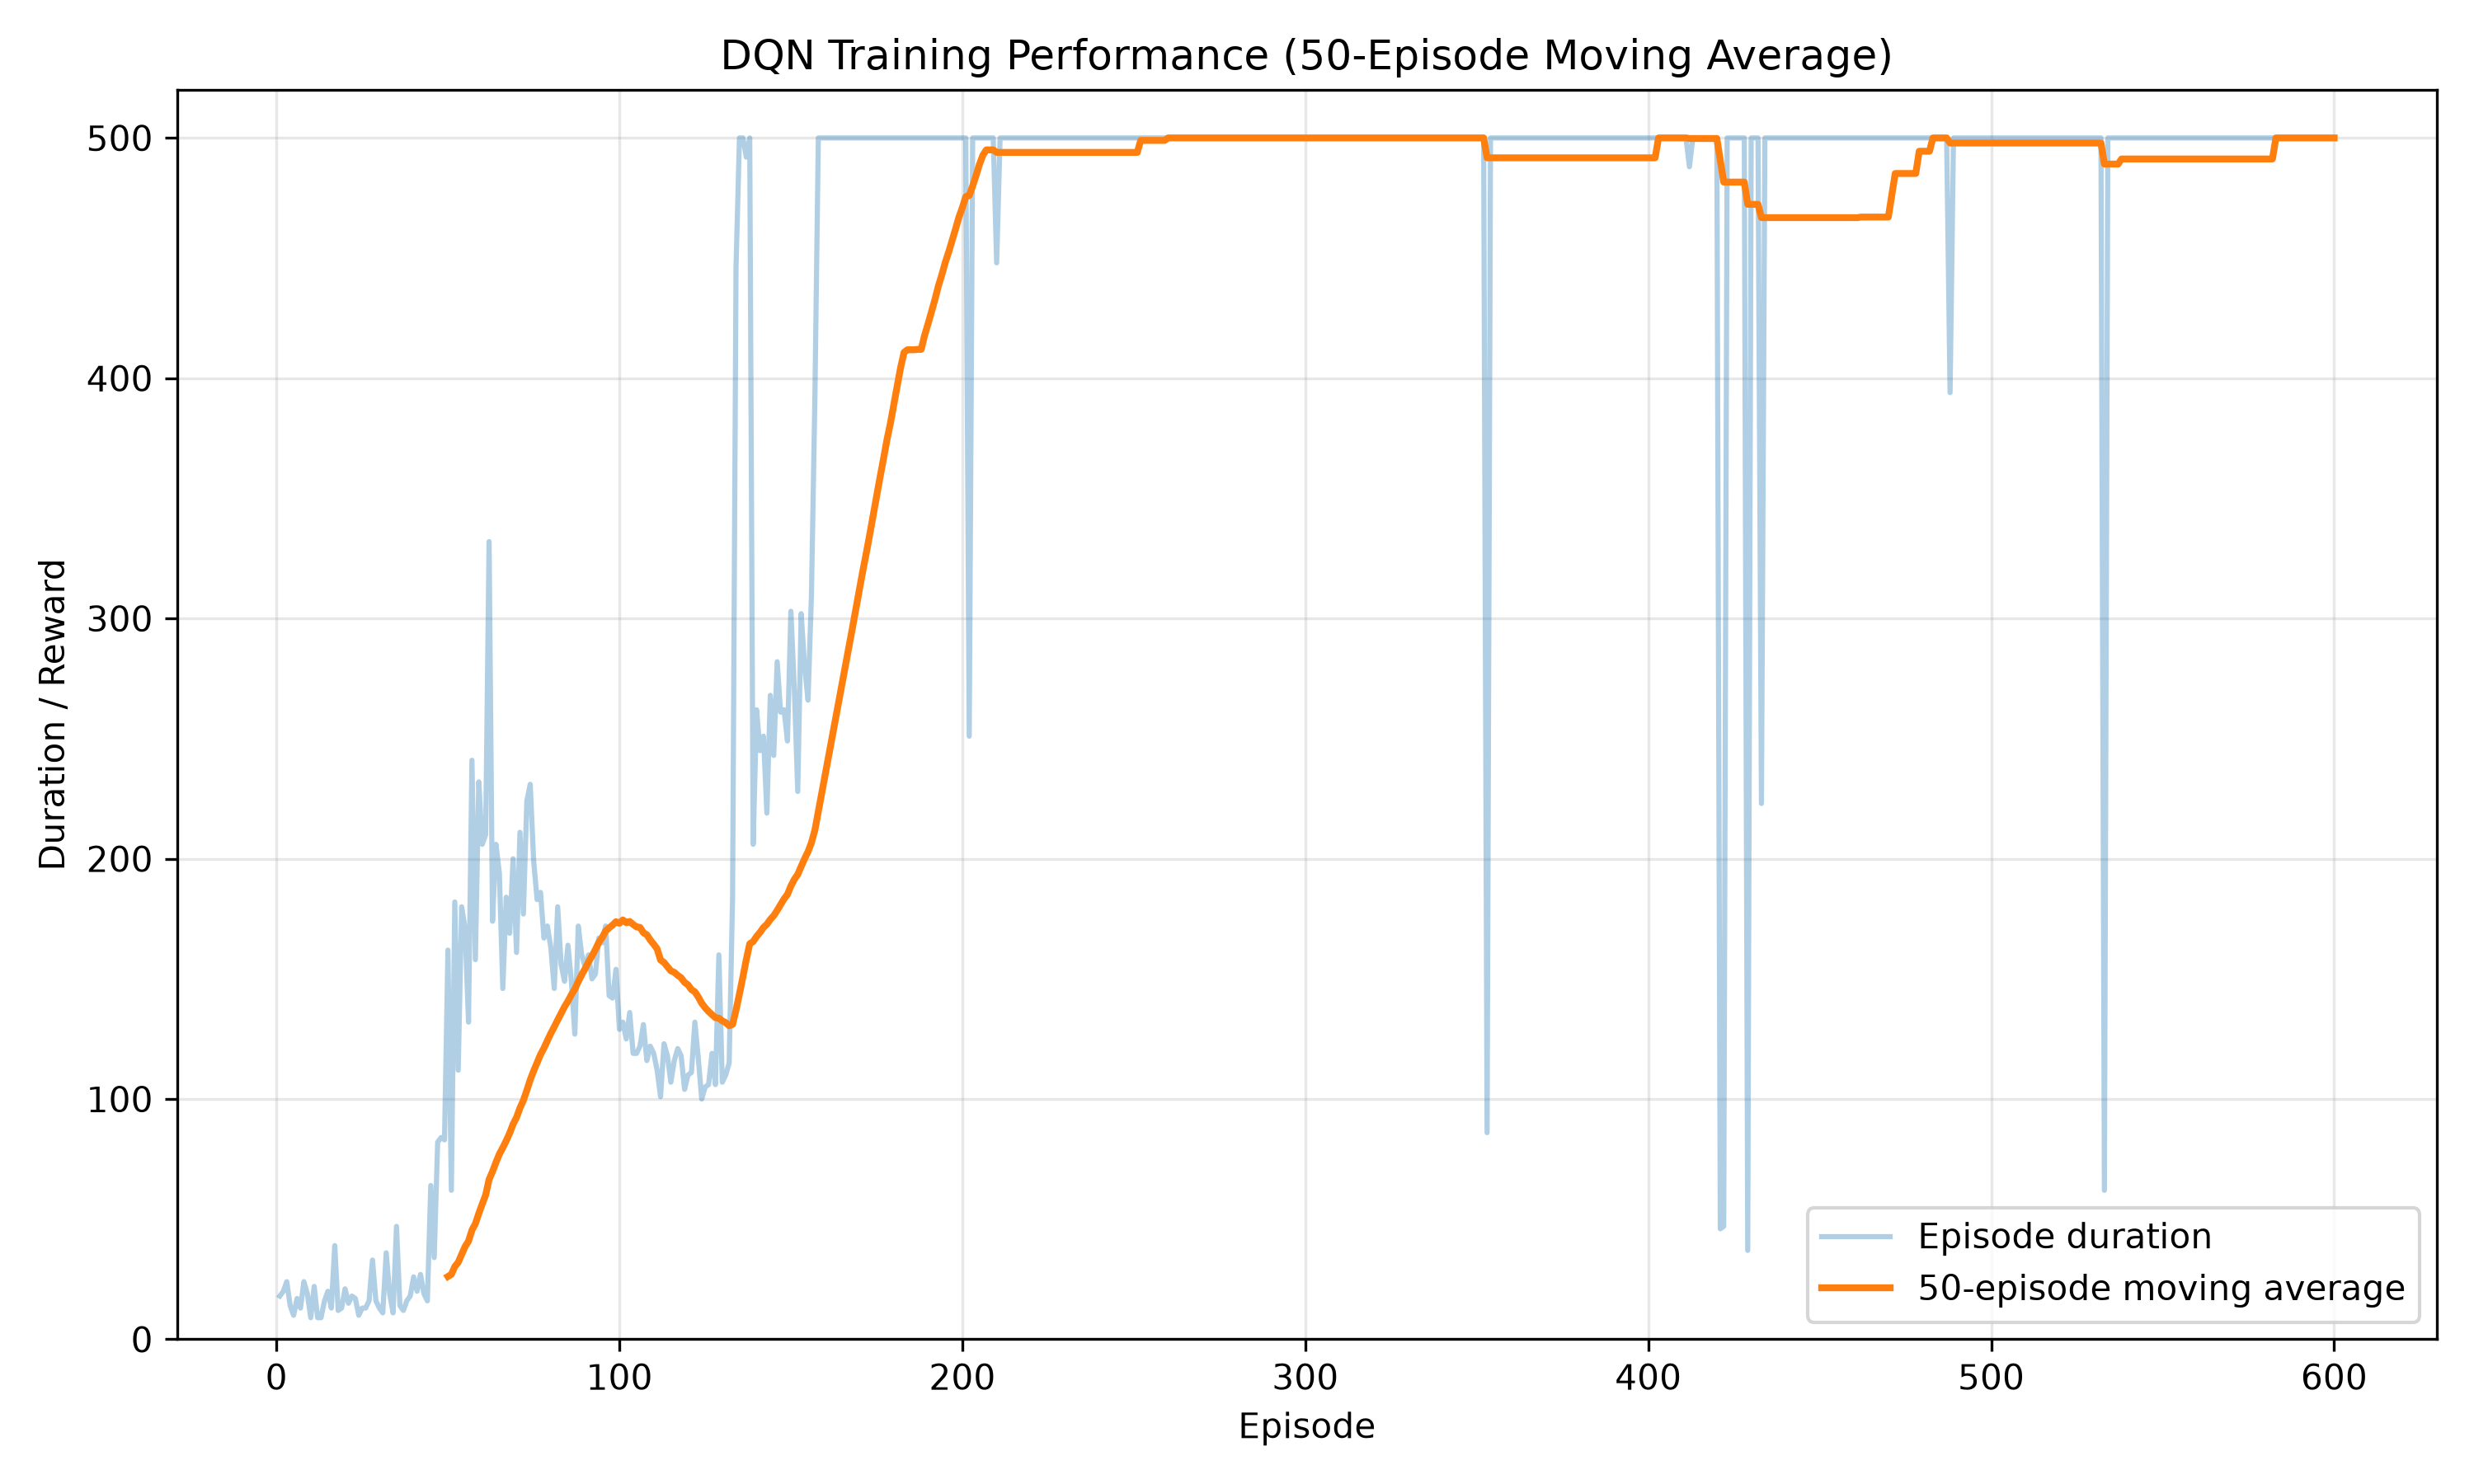 DQN Training Performance (50-Episode Moving Average)
Duration / Reward
500
400
300
200
100
0
0 100 200 300 400 500 600
Episode
Episode duration
50-episode moving average